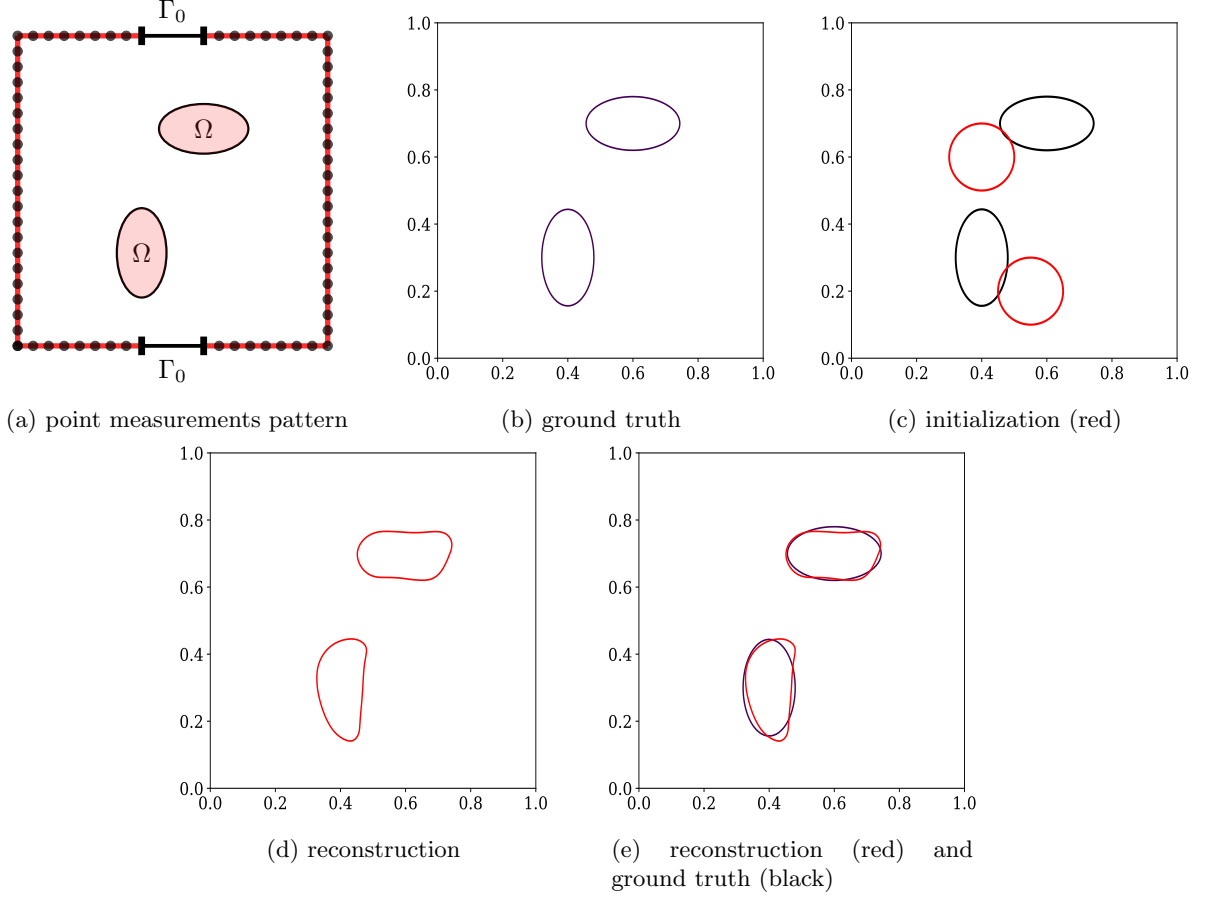 Γ₀
Ω
Ω
Γ₀
(a) point measurements pattern
1.0
0.8
0.6
0.4
0.2
0.0
0.0 0.2 0.4 0.6 0.8 1.0
(b) ground truth
1.0
0.8
0.6
0.4
0.2
0.0
0.0 0.2 0.4 0.6 0.8 1.0
(c) initialization (red)
1.0
0.8
0.6
0.4
0.2
0.0
0.0 0.2 0.4 0.6 0.8 1.0
(d) reconstruction
1.0
0.8
0.6
0.4
0.2
0.0
0.0 0.2 0.4 0.6 0.8 1.0
(e) reconstruction (red) and
ground truth (black)